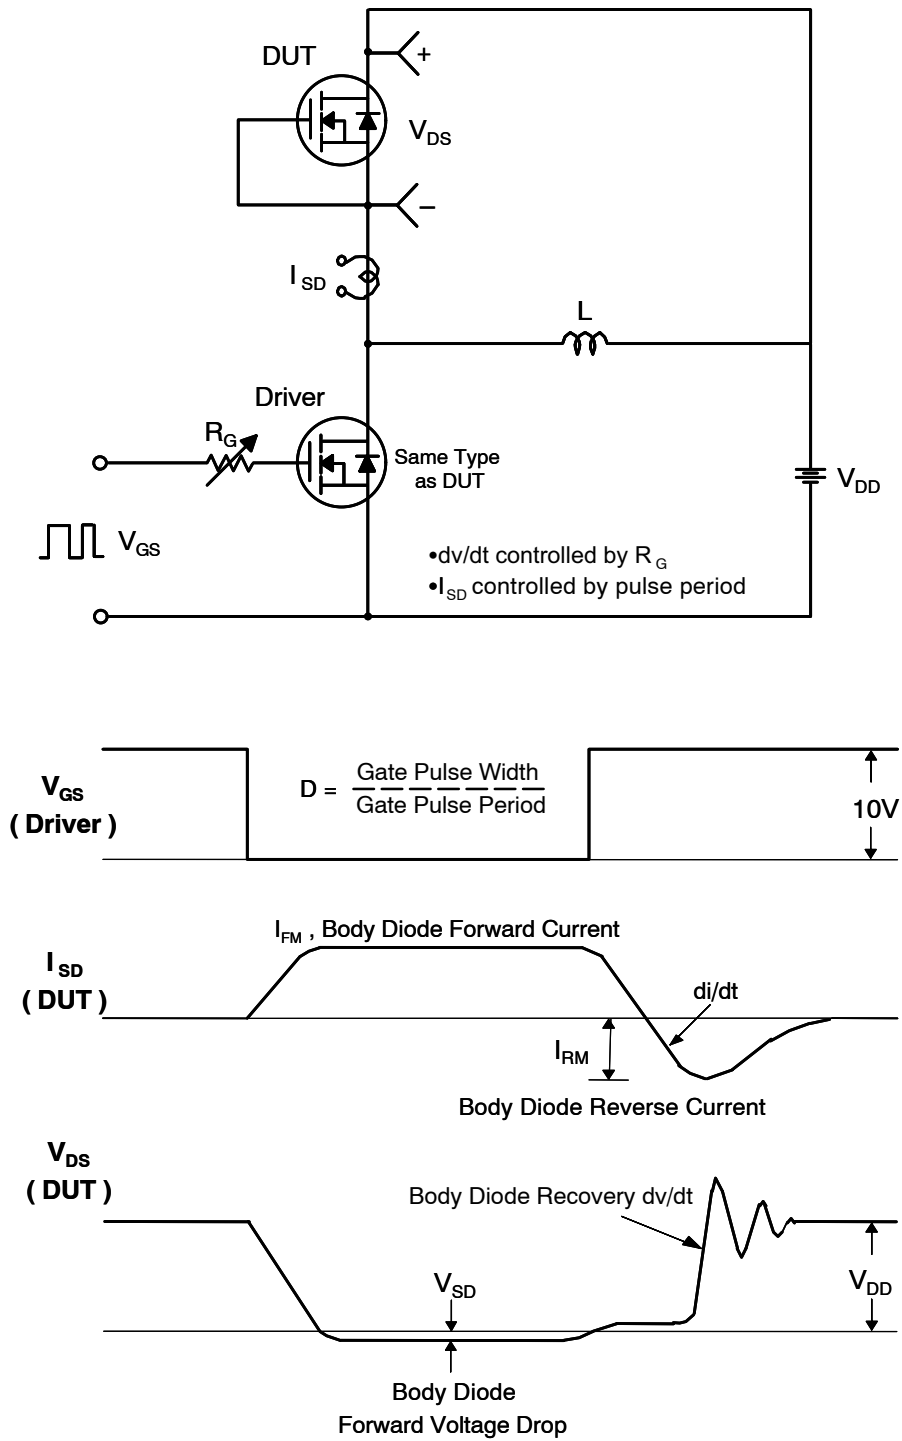 DUT
+
V_DS
−
I_SD
L
Driver
R_G
Same Type
as DUT
V_DD
V_GS
•dv/dt controlled by R_G
•I_SD controlled by pulse period
V_GS
( Driver )
D = Gate Pulse Width
Gate Pulse Period
10V
I_FM , Body Diode Forward Current
I_SD
( DUT )
di/dt
I_RM
Body Diode Reverse Current
V_DS
( DUT )
Body Diode Recovery dv/dt
V_SD
V_DD
Body Diode
Forward Voltage Drop